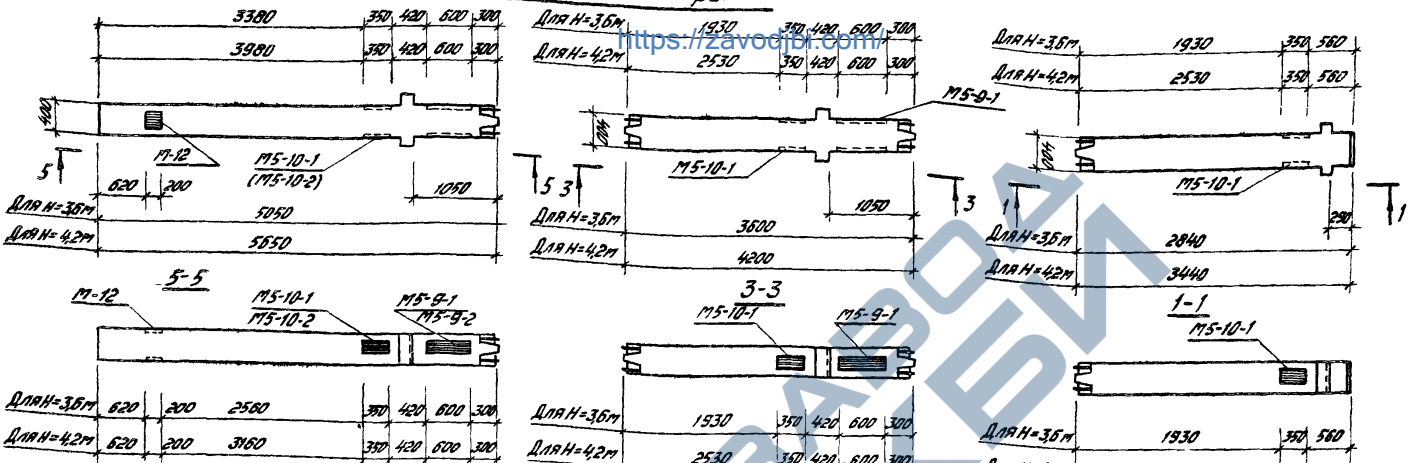 3380 350 420 600 300
3980 350 420 600 300
400
М-12
М5-10-1
(М5-10-2)
5 5
620 200 1050
Для Н=3,6м 5050
Для Н=4,2м 5650
5-5
М-12 М5-10-1 М5-9-1
М5-10-2 М5-9-2
Для Н=3,6м 620 200 2560 350 420 600 300
Для Н=4,2м 620 200 3160 350 420 600 300
Для Н=3,6м 1930 350 420 600 300
https://zavodjbi.com/
Для Н=4,2м 2530 350 420 600 300
М5-9-1
400
М5-10-1
3 3
1050
Для Н=3,6м 3600
Для Н=4,2м 4200
3-3
М5-10-1 М5-9-1
Для Н=3,6м 1930 350 420 600 300
Для Н=4,2м 2530 350 420 600 300
Для Н=3,6м 1930 350 560
Для Н=4,2м 2530 350 560
400
М5-10-1
1 1
290
Для Н=3,6м 2840
Для Н=4,2м 3440
1-1
М5-10-1
Для Н=3,6м 1930 350 560
ЗАВОД
ЖБИ